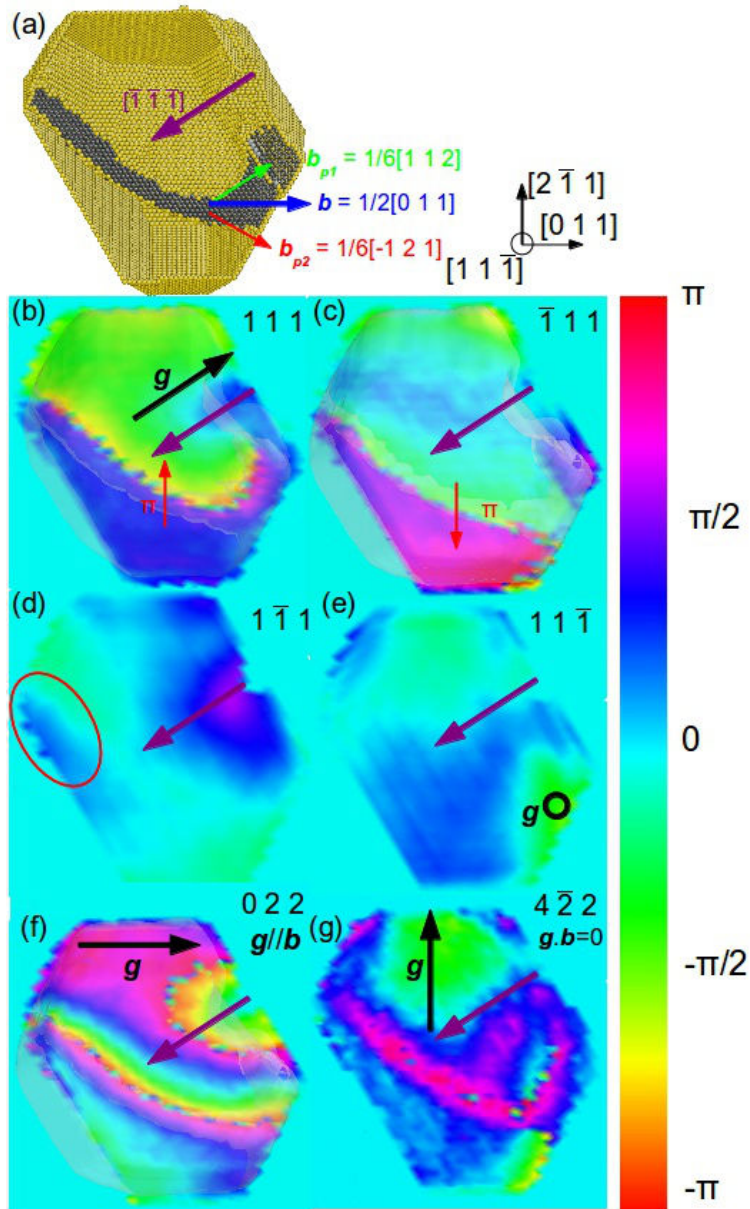 (a)
[1̅ 1̅ 1̅]
b_p1 = 1/6[1 1 2]
b = 1/2[0 1 1]
b_p2 = 1/6[-1 2 1]
[2 1̅ 1]
[0 1 1]
[1 1 1̅]
(b) 1 1 1
g
π
(c) 1̅ 1 1
π
(d) 1 1̅ 1
(e) 1 1 1̅
g
(f) 0 2 2
g//b
g
(g) 4 2̅ 2
g.b=0
g
π
π/2
0
-π/2
-π